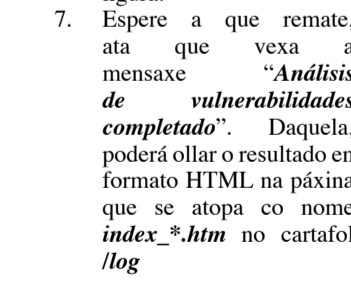 7. Espere a que remate,
ata que vexa a
mensaxe “Análisis
de vulnerabilidades
completado”. Daquela,
poderá ollar o resultado en
formato HTML na páxina
que se atopa co nome
index_*.htm no cartafol
/log